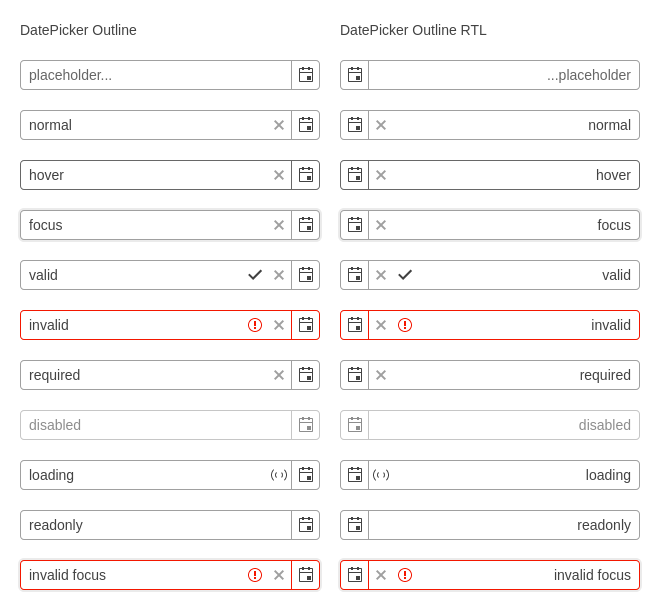 DatePicker Outline
placeholder...
normal
hover
focus
valid
invalid
required
disabled
loading
readonly
invalid focus
DatePicker Outline RTL
...placeholder
normal
hover
focus
valid
invalid
required
disabled
loading
readonly
invalid focus